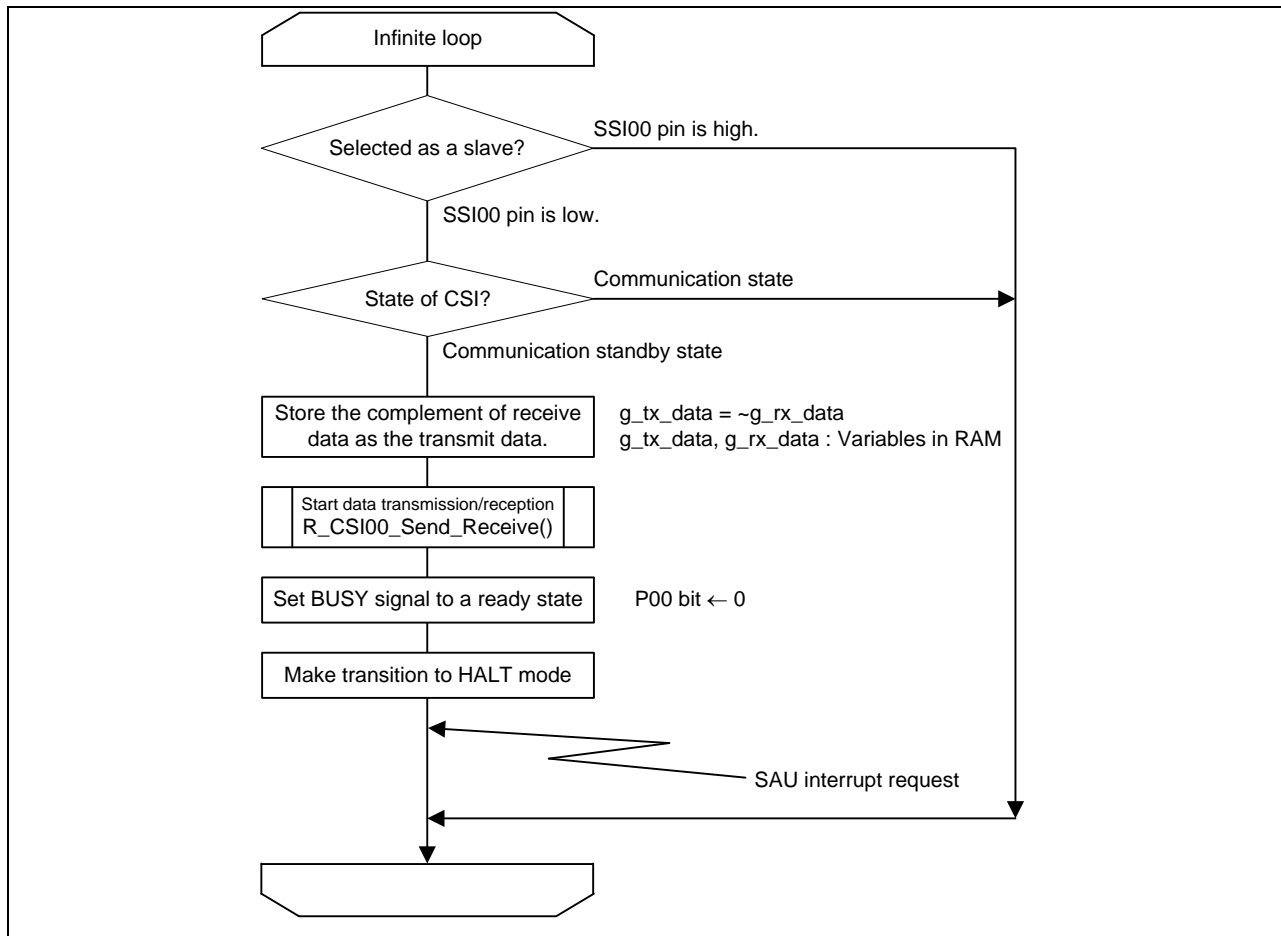 Infinite loop
Selected as a slave?
SSI00 pin is high.
SSI00 pin is low.
State of CSI?
Communication state
Communication standby state
Store the complement of receive
data as the transmit data.
g_tx_data = ~g_rx_data
g_tx_data, g_rx_data : Variables in RAM
Start data transmission/reception
R_CSI00_Send_Receive()
Set BUSY signal to a ready state
P00 bit ← 0
Make transition to HALT mode
SAU interrupt request